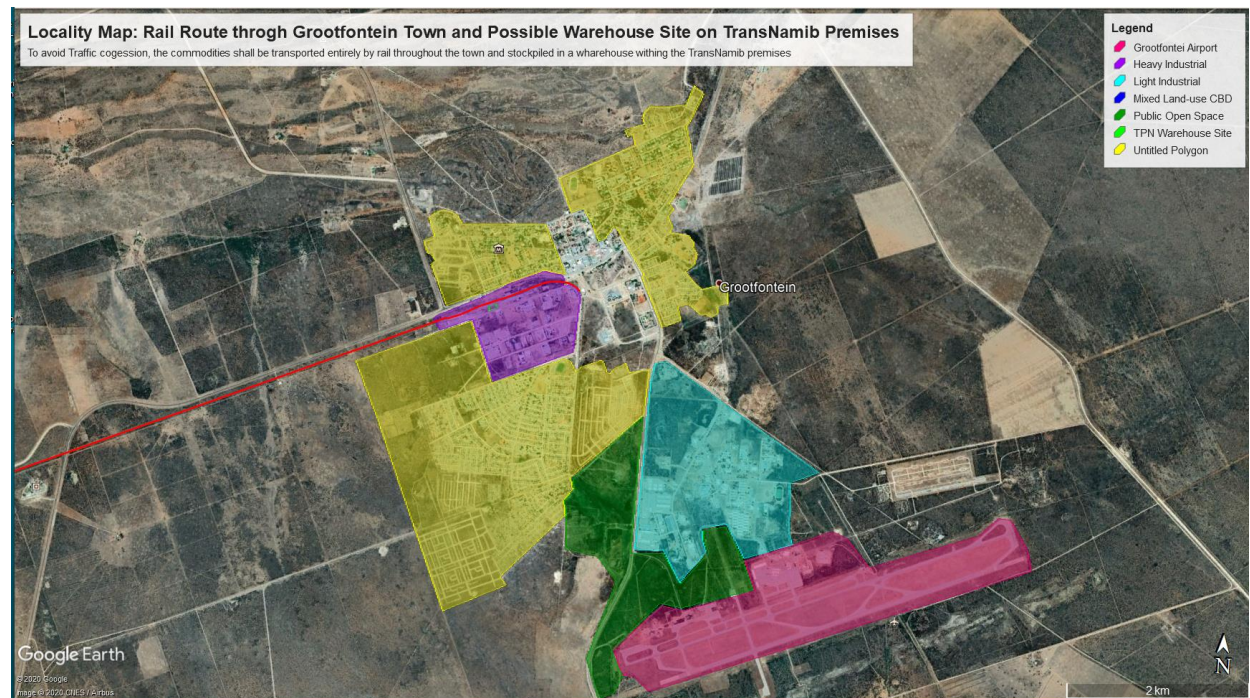 Locality Map: Rail Route throgh Grootfontein Town and Possible Warehouse Site on TransNamib Premises
To avoid Traffic cogession, the commodities shall be transported entirely by rail throughout the town and stockpiled in a wharehouse withing the TransNamib premises
Legend
Grootfontei Airport
Heavy Industrial
Light Industrial
Mixed Land-use CBD
Public Open Space
TPN Warehouse Site
Untitled Polygon
Grootfontein
Google Earth
© 2020 Google
Image © 2020 CNES / Airbus
N
2 km